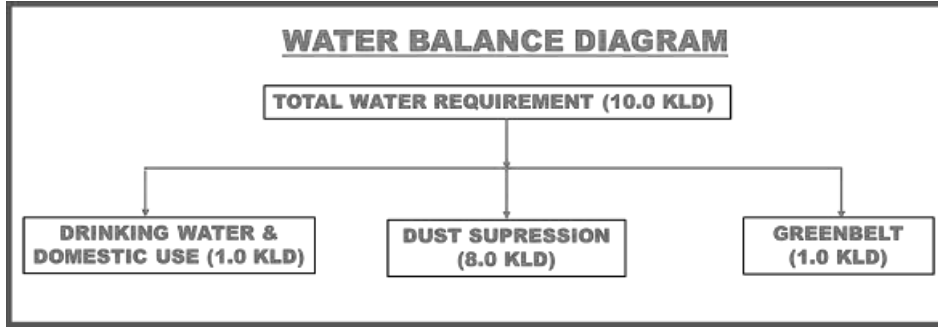 WATER BALANCE DIAGRAM
TOTAL WATER REQUIREMENT (10.0 KLD)
DRINKING WATER &
DOMESTIC USE (1.0 KLD)
DUST SUPRESSION
(8.0 KLD)
GREENBELT
(1.0 KLD)